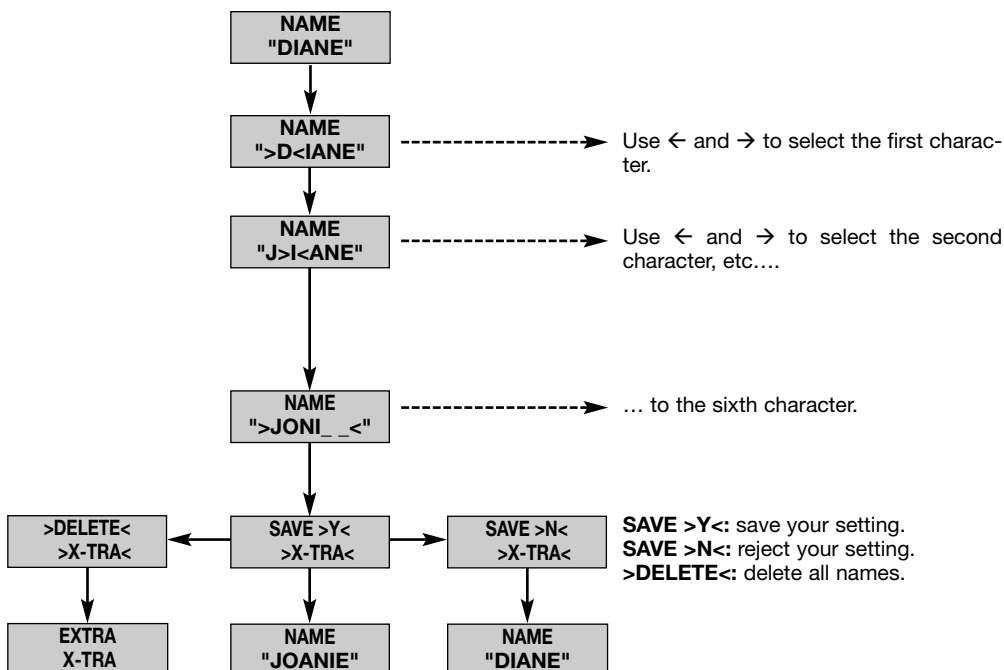 NAME
"DIANE"
NAME
">D<IANE"
Use ← and → to select the first charac-
ter.
NAME
"J>I<ANE"
Use ← and → to select the second
character, etc….
NAME
">JONI_ _<"
… to the sixth character.
>DELETE<
>X-TRA<
SAVE >Y<
>X-TRA<
SAVE >N<
>X-TRA<
SAVE >Y<: save your setting.
SAVE >N<: reject your setting.
>DELETE<: delete all names.
EXTRA
X-TRA
NAME
"JOANIE"
NAME
"DIANE"